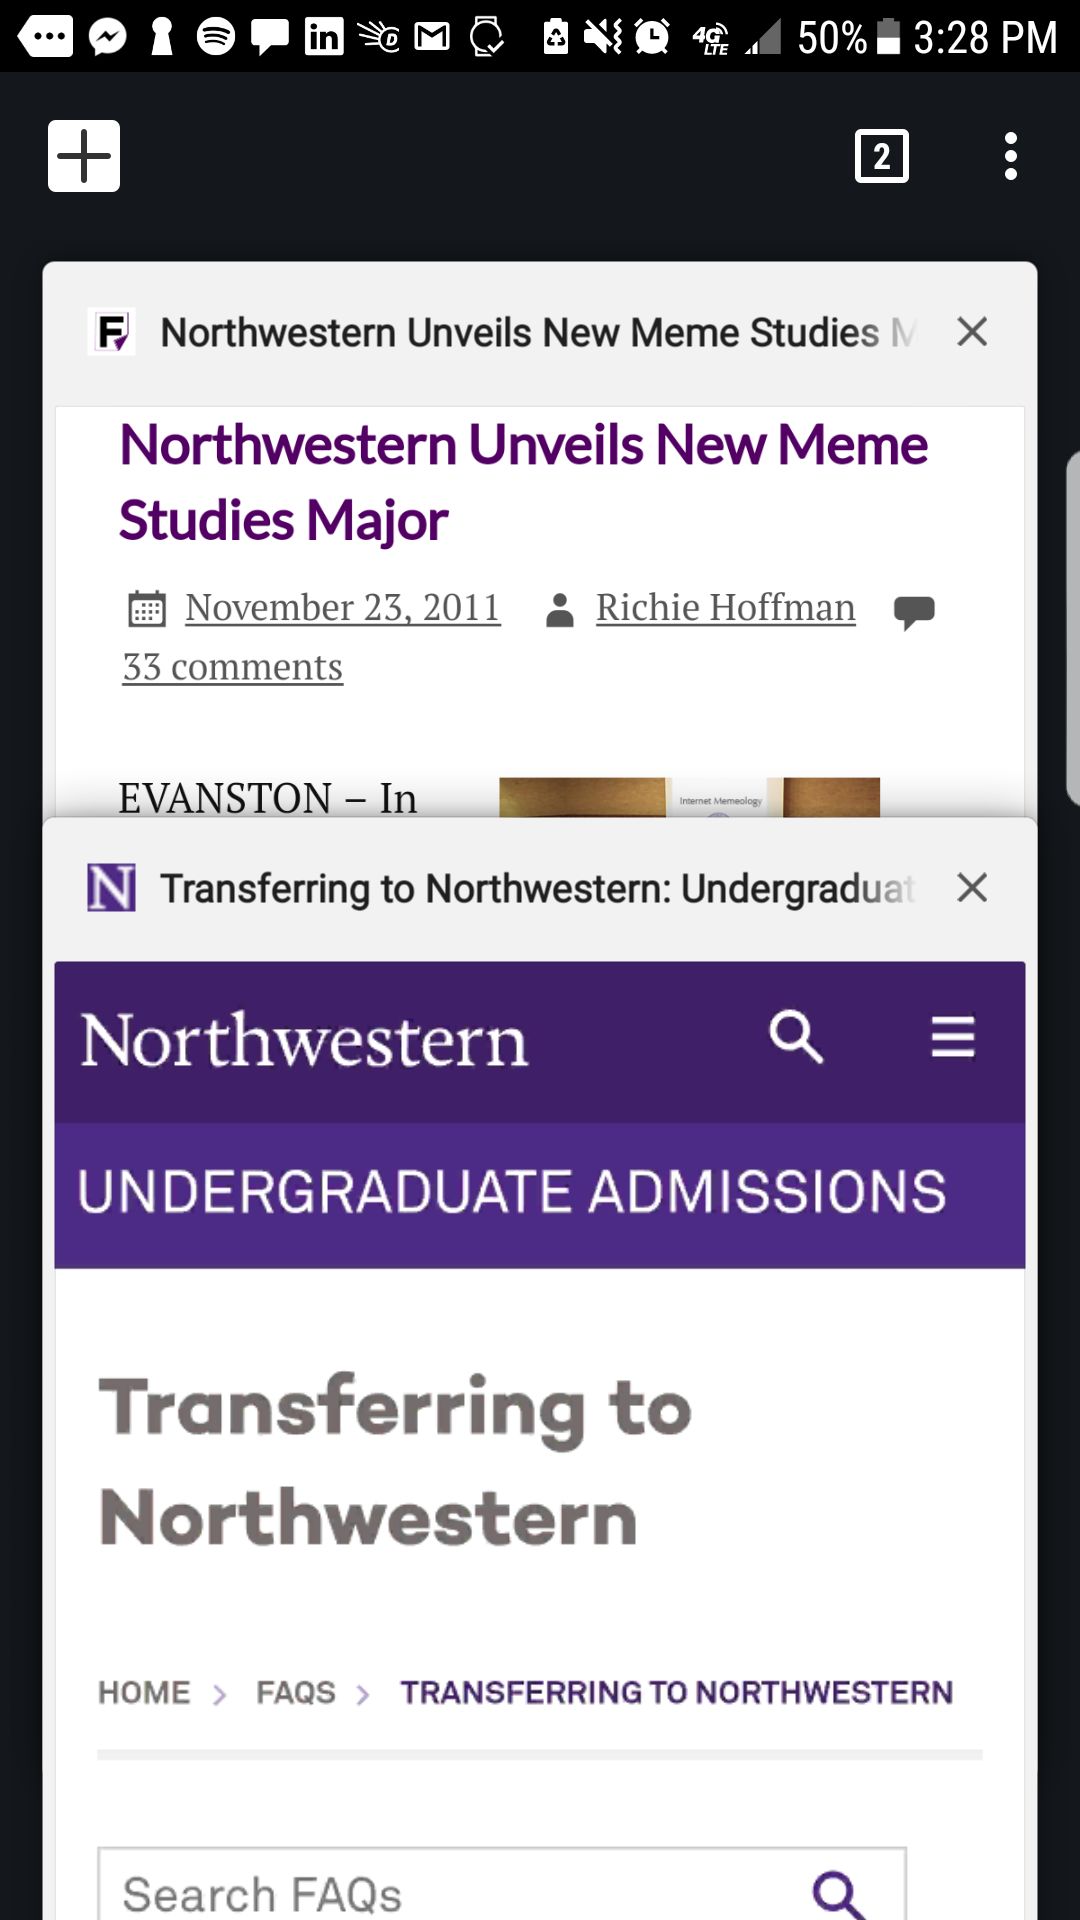 4G LTE 50% 3:28 PM
2
F Northwestern Unveils New Meme Studies M
Northwestern Unveils New Meme
Studies Major
November 23, 2011 Richie Hoffman
33 comments
EVANSTON – In
Internet Memeology
N Transferring to Northwestern: Undergraduat
Northwestern
UNDERGRADUATE ADMISSIONS
Transferring to
Northwestern
HOME > FAQS > TRANSFERRING TO NORTHWESTERN
Search FAQs